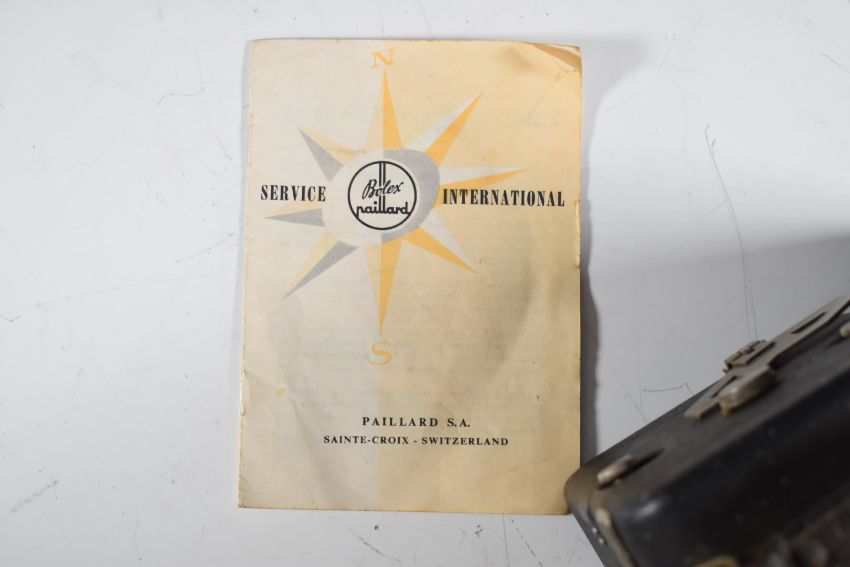 N
SERVICE Bolex paillard INTERNATIONAL
S
PAILLARD S.A.
SAINTE-CROIX - SWITZERLAND